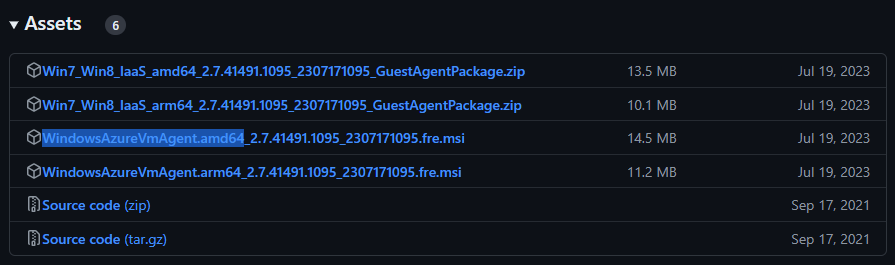 Assets 6
Win7_Win8_IaaS_amd64_2.7.41491.1095_2307171095_GuestAgentPackage.zip 13.5 MB Jul 19, 2023
Win7_Win8_IaaS_arm64_2.7.41491.1095_2307171095_GuestAgentPackage.zip 10.1 MB Jul 19, 2023
WindowsAzureVmAgent.amd64_2.7.41491.1095_2307171095.fre.msi 14.5 MB Jul 19, 2023
WindowsAzureVmAgent.arm64_2.7.41491.1095_2307171095.fre.msi 11.2 MB Jul 19, 2023
Source code (zip) Sep 17, 2021
Source code (tar.gz) Sep 17, 2021